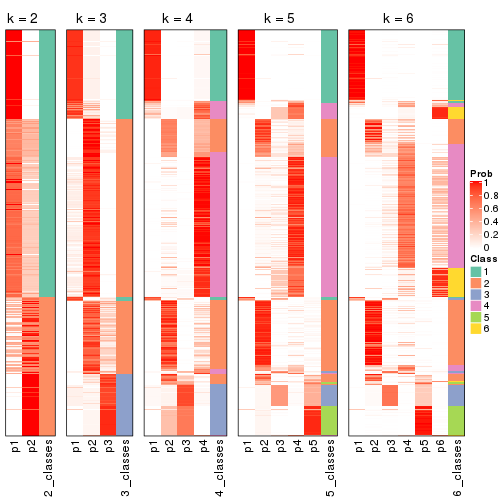 k = 2
k = 3
k = 4
k = 5
k = 6
p1
p2
2_classes
p1
p2
p3
3_classes
p1
p2
p3
p4
4_classes
p1
p2
p3
p4
p5
5_classes
p1
p2
p3
p4
p5
p6
6_classes
Prob
1
0.8
0.6
0.4
0.2
0
Class
1
2
3
4
5
6